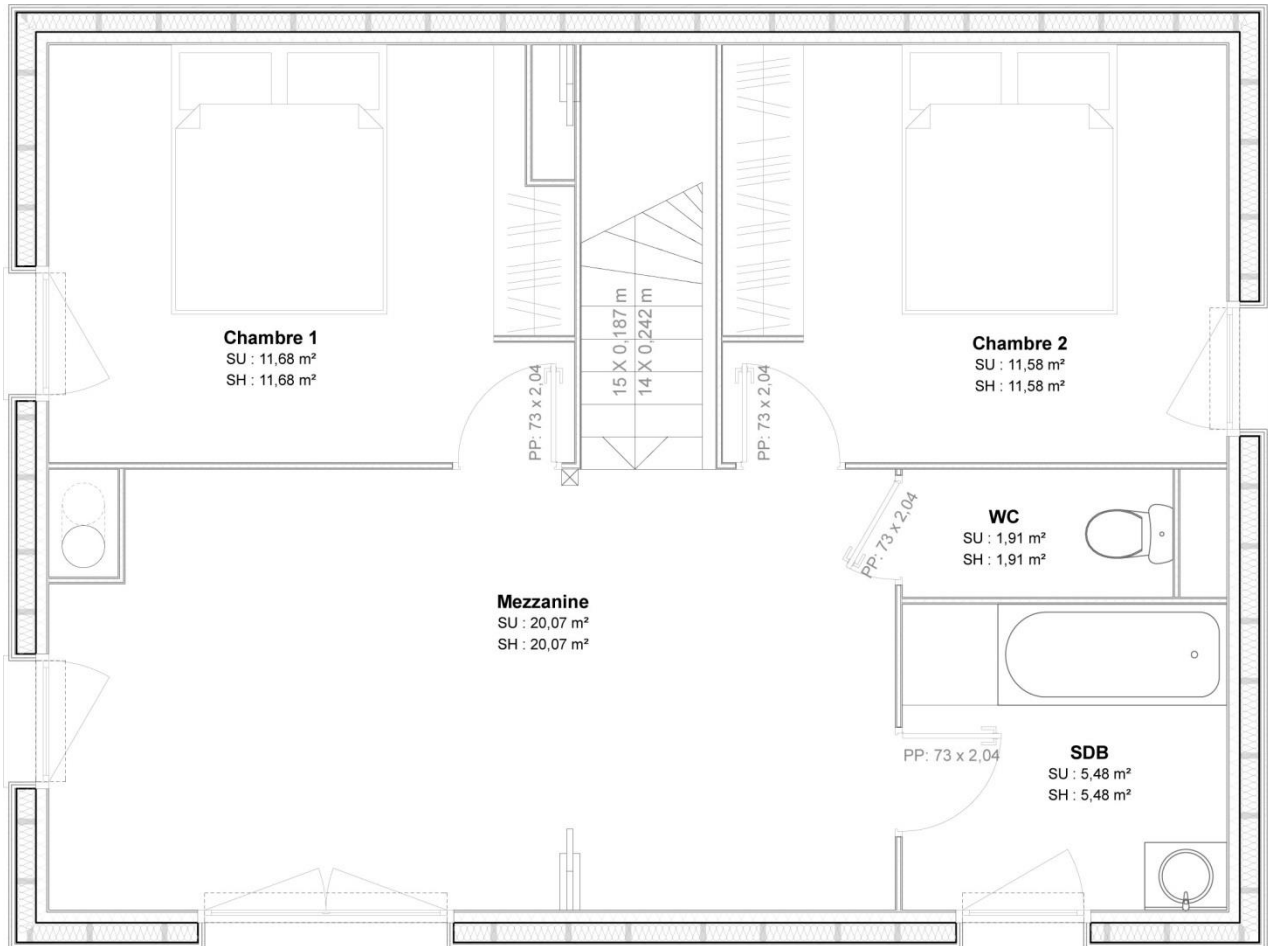 Chambre 1
SU : 11,68 m²
SH : 11,68 m²
PP: 73 x 2,04
15 X 0,187 m
14 X 0,242 m
PP: 73 x 2,04
Chambre 2
SU : 11,58 m²
SH : 11,58 m²
WC
SU : 1,91 m²
SH : 1,91 m²
PP: 73 x 2,04
Mezzanine
SU : 20,07 m²
SH : 20,07 m²
PP: 73 x 2,04
SDB
SU : 5,48 m²
SH : 5,48 m²